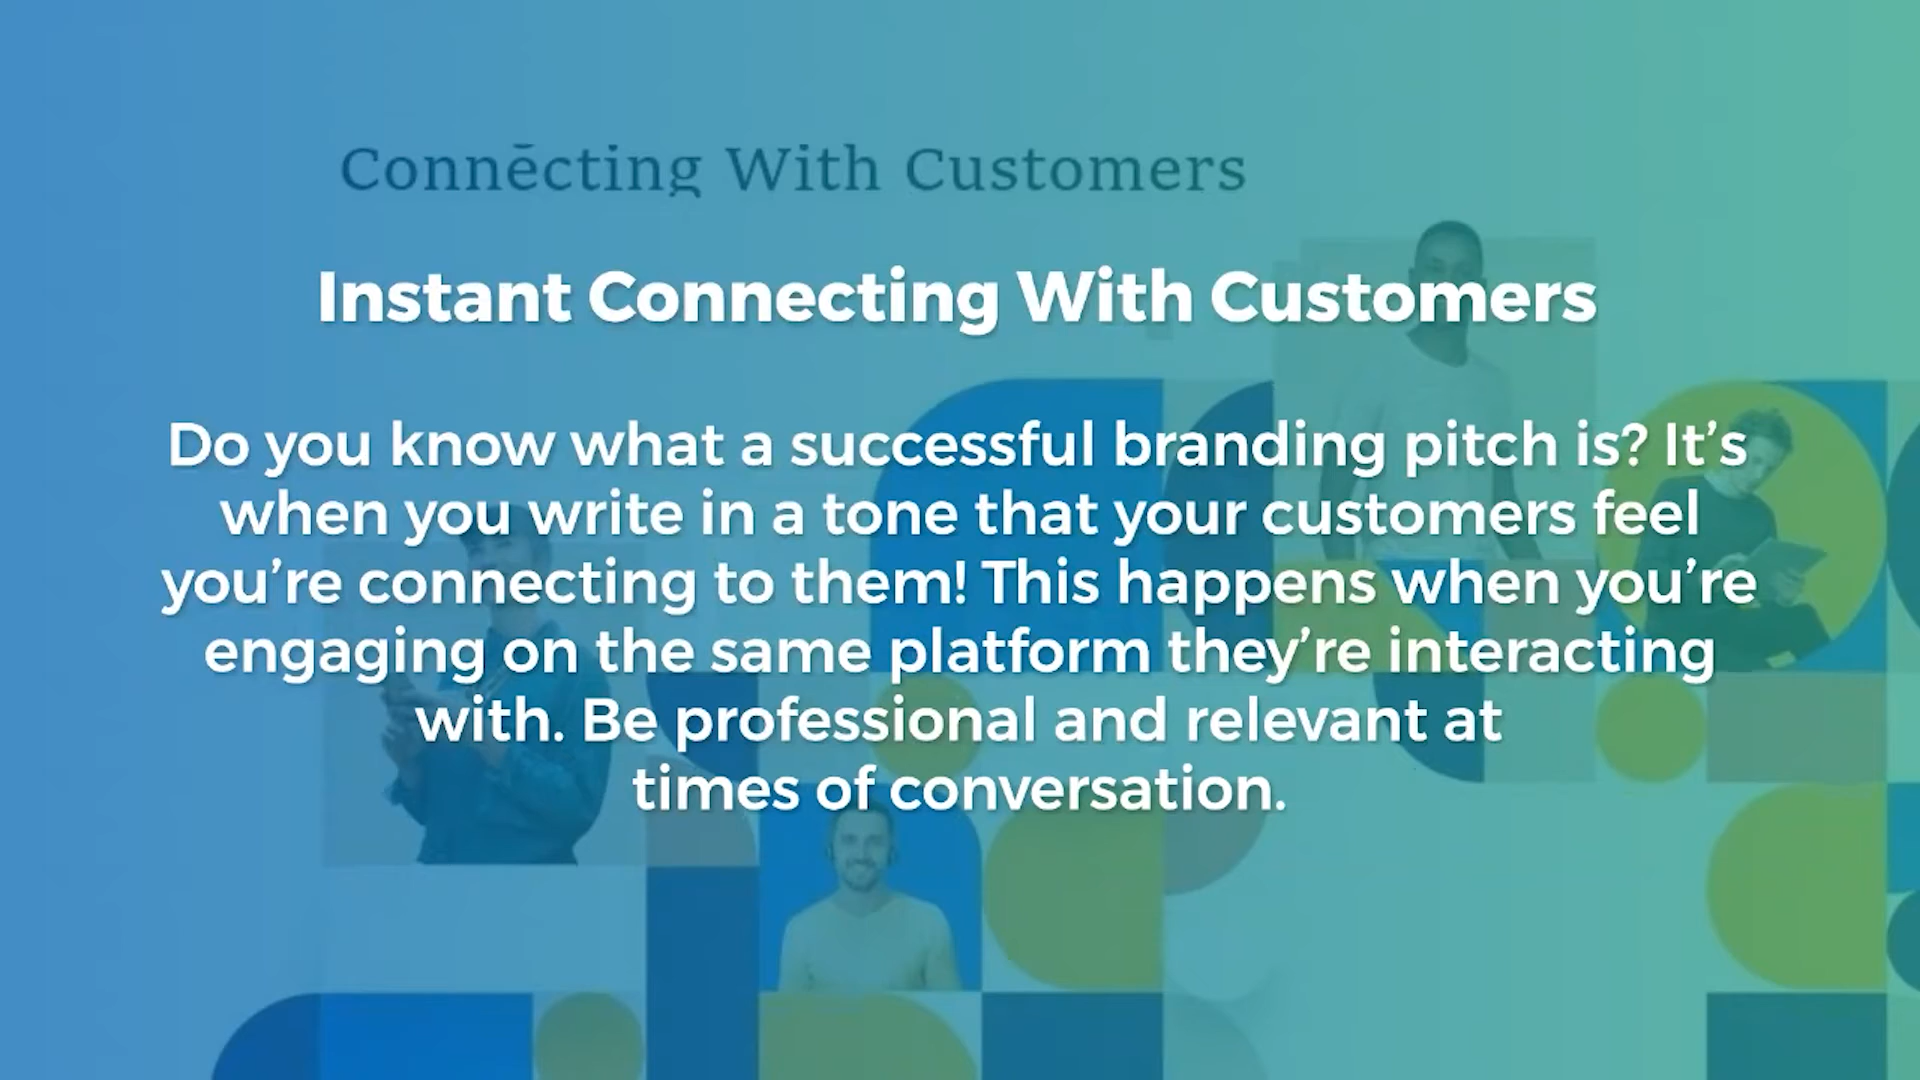 Connecting With Customers
Instant Connecting With Customers
Do you know what a successful branding pitch is? It’s
when you write in a tone that your customers feel
you’re connecting to them! This happens when you’re
engaging on the same platform they’re interacting
with. Be professional and relevant at
times of conversation.